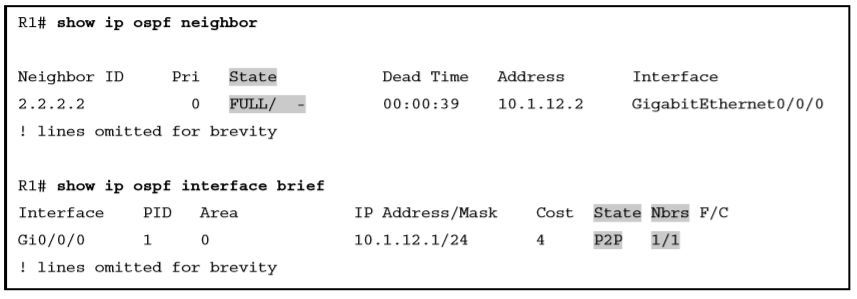 R1# show ip ospf neighbor
Neighbor ID Pri State Dead Time Address Interface
2.2.2.2 0 FULL/ - 00:00:39 10.1.12.2 GigabitEthernet0/0/0
! lines omitted for brevity
R1# show ip ospf interface brief
Interface PID Area IP Address/Mask Cost State Nbrs F/C
Gi0/0/0 1 0 10.1.12.1/24 4 P2P 1/1
! lines omitted for brevity